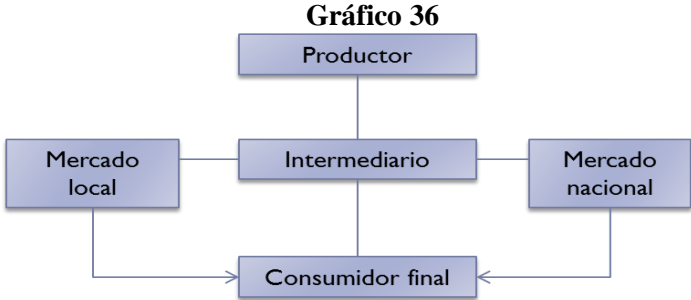 Gráfico 36
Productor
Mercado
local
Intermediario
Mercado
nacional
Consumidor final